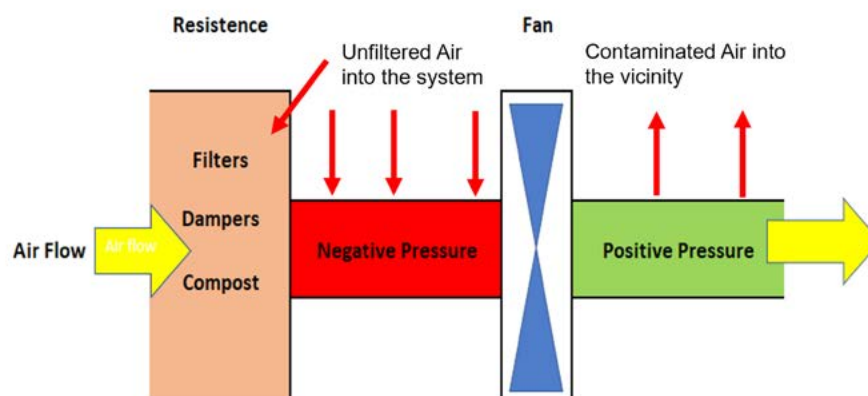 Resistence
Unfiltered Air
into the system
Fan
Contaminated Air into
the vicinity
Filters
Dampers
Compost
Air Flow
Air flow
Negative Pressure
Positive Pressure